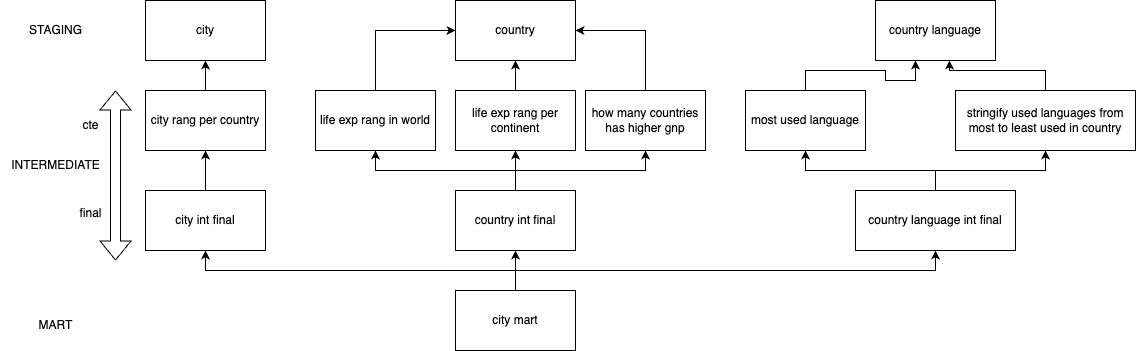 STAGING
city
country
country language
cte
city rang per country
life exp rang in world
life exp rang per
continent
how many countries
has higher gnp
most used language
stringify used languages from
most to least used in country
INTERMEDIATE
final
city int final
country int final
country language int final
MART
city mart